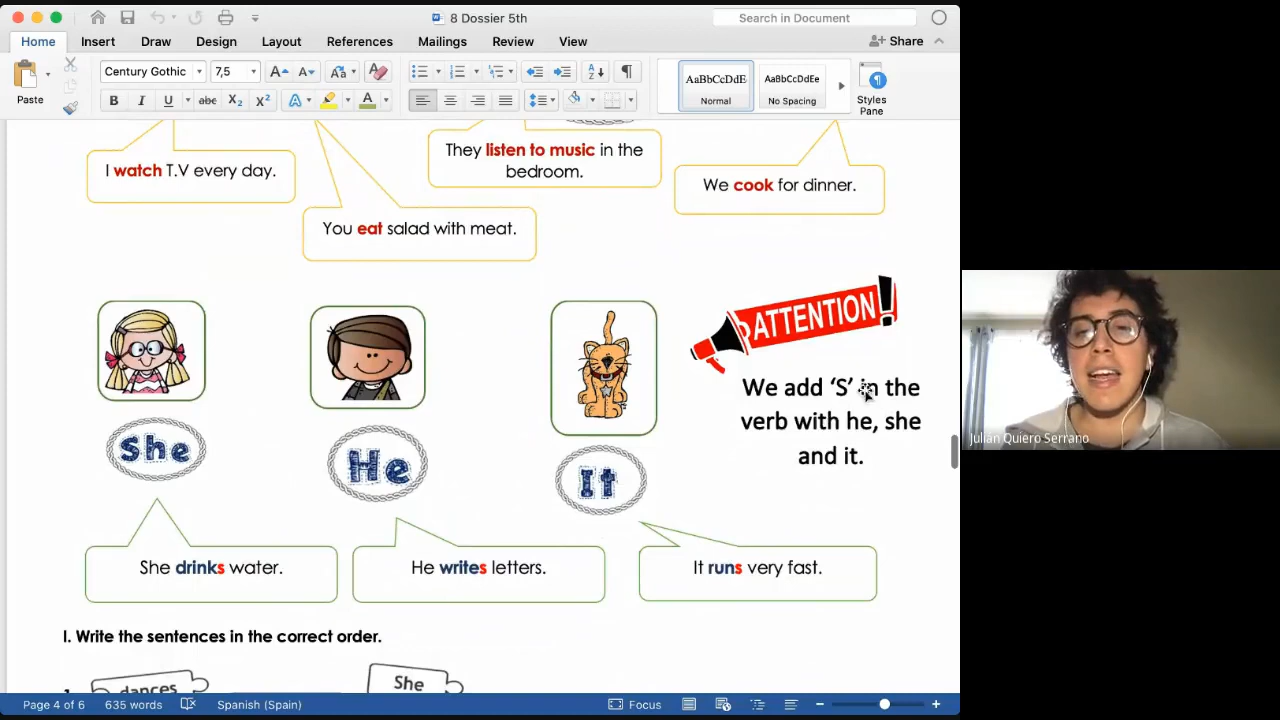 8 Dossier 5th
Search in Document
Home Insert Draw Design Layout References Mailings Review View Share
Paste
Century Gothic 7,5
AaBbCcDdE AaBbCcDdEe
Normal No Spacing
Styles Pane
I watch T.V every day.
You eat salad with meat.
They listen to music in the
bedroom.
We cook for dinner.
ATTENTION!
We add ‘S’ in the
verb with he, she
and it.
She
He
It
She drinks water.
He writes letters.
It runs very fast.
I. Write the sentences in the correct order.
dances
She
Page 4 of 6 635 words Spanish (Spain) Focus
Julian Quiero Serrano